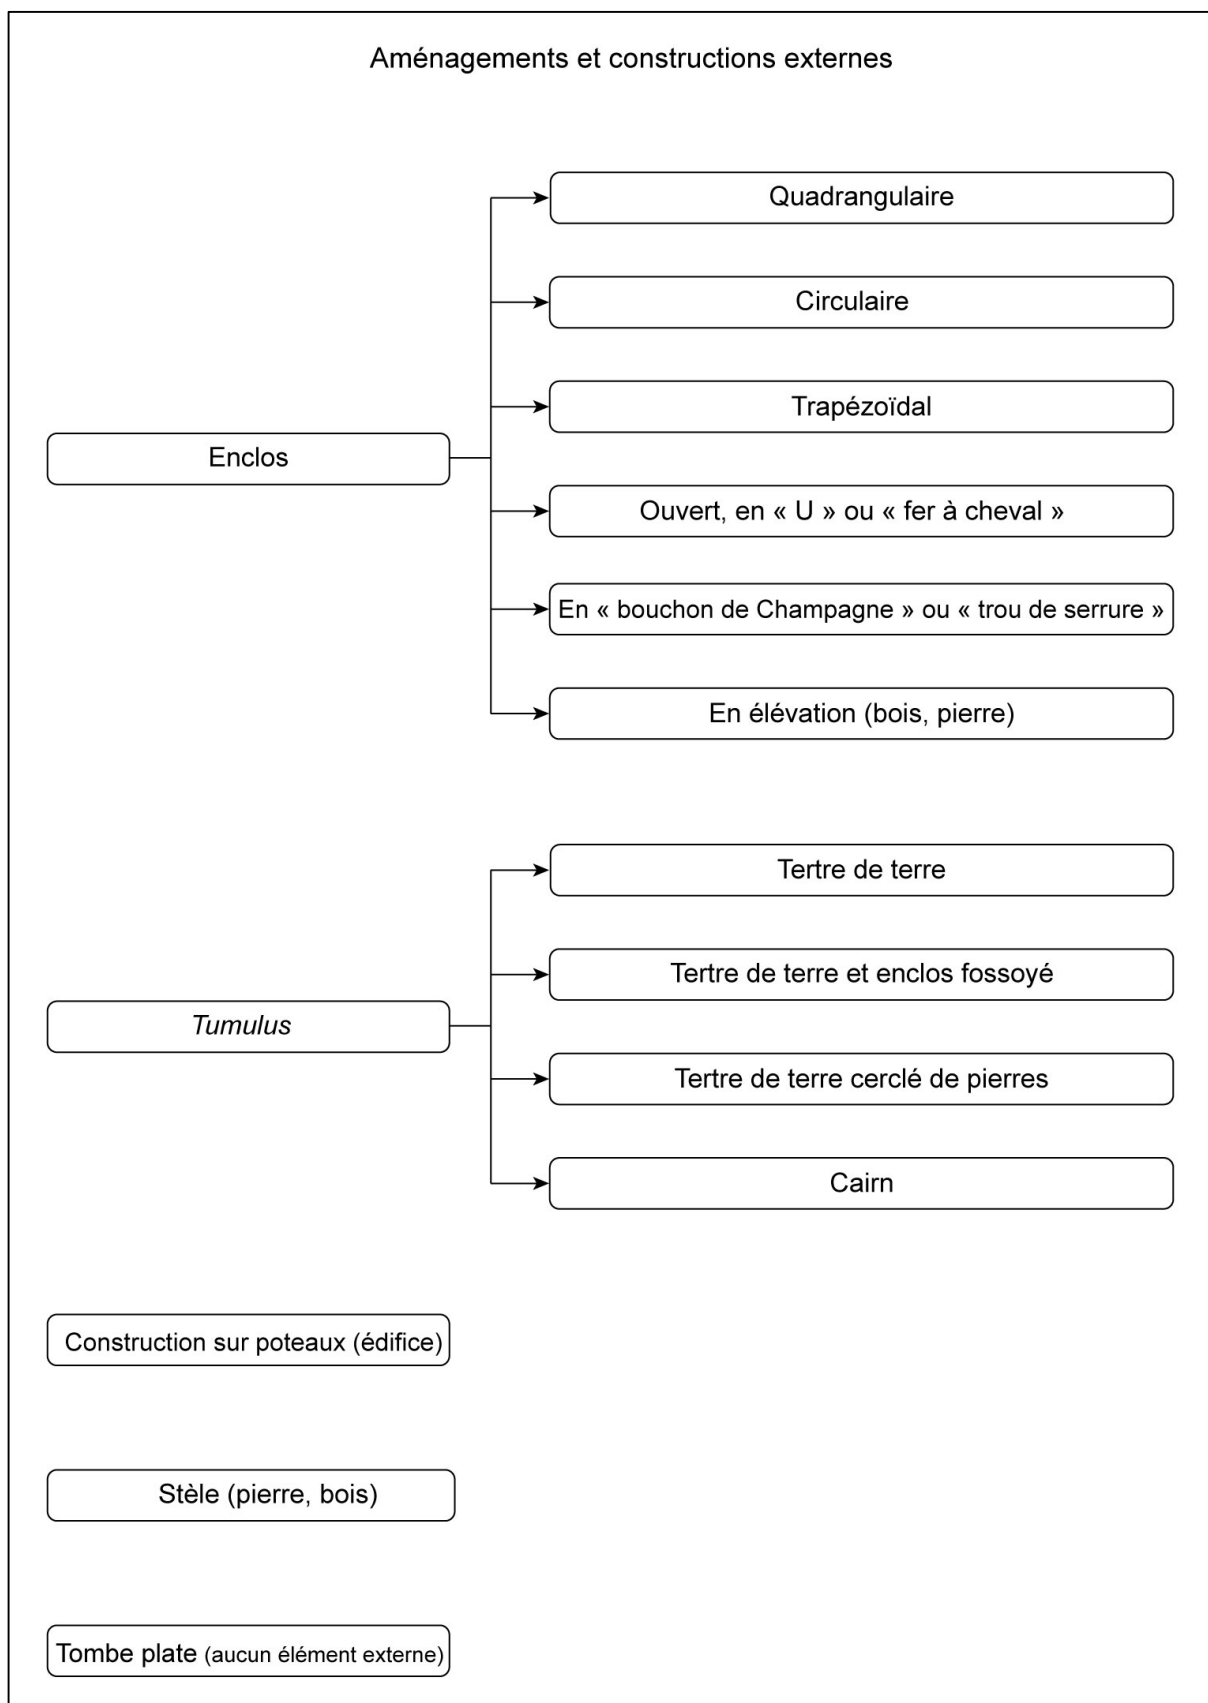 Aménagements et constructions externes
Quadrangulaire
Circulaire
Trapézoïdal
Enclos
Ouvert, en « U » ou « fer à cheval »
En « bouchon de Champagne » ou « trou de serrure »
En élévation (bois, pierre)
Tertre de terre
Tertre de terre et enclos fossoyé
Tumulus
Tertre de terre cerclé de pierres
Cairn
Construction sur poteaux (édifice)
Stèle (pierre, bois)
Tombe plate (aucun élément externe)